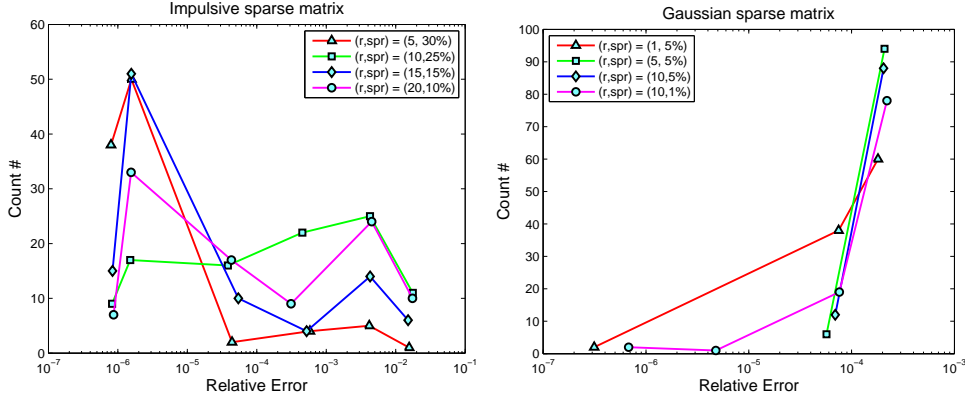 Impulsive sparse matrix
60
50
40
30
20
10
0
Count #
(r,spr) = (5, 30%)
(r,spr) = (10,25%)
(r,spr) = (15,15%)
(r,spr) = (20,10%)
10^-7
10^-6
10^-5
10^-4
10^-3
10^-2
10^-1
Relative Error
Gaussian sparse matrix
100
90
80
70
60
50
40
30
20
10
0
Count #
(r,spr) = (1, 5%)
(r,spr) = (5, 5%)
(r,spr) = (10,5%)
(r,spr) = (10,1%)
10^-7
10^-6
10^-5
10^-4
10^-3
Relative Error